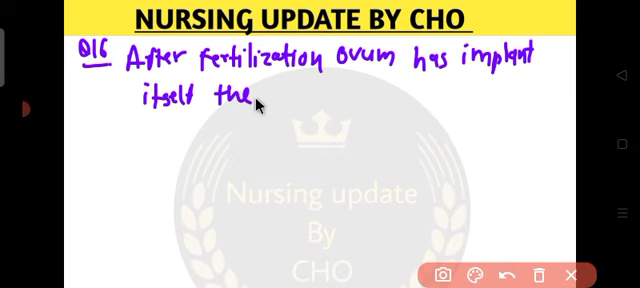 NURSING UPDATE BY CHO
Q16 After fertilization ovum has implant
itself the
Nursing update
By
CHO